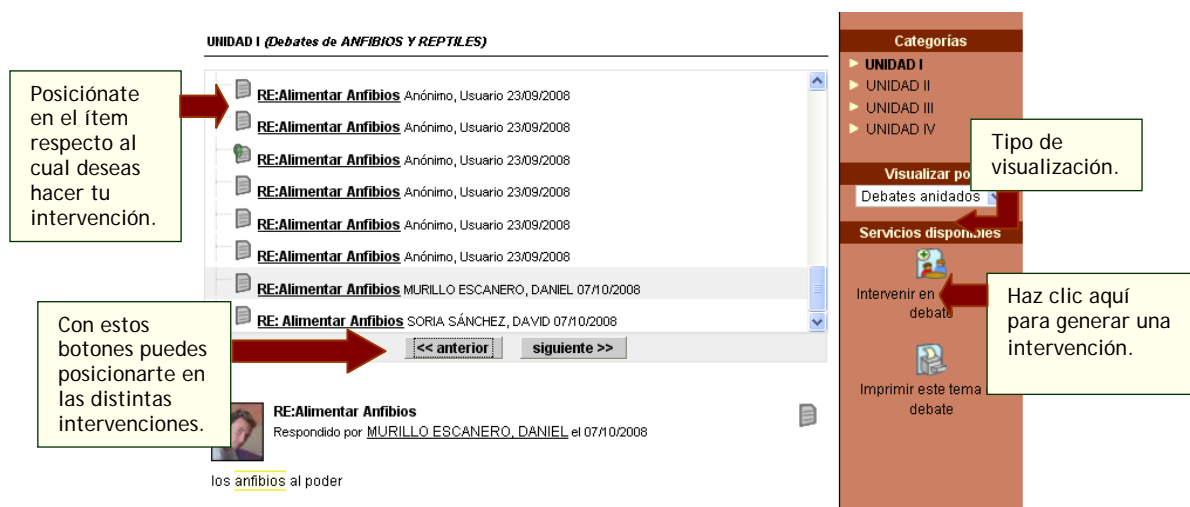 UNIDAD I (Debates de ANFIBIOS Y REPTILES)
Posiciónate
en el ítem
respecto al
cual deseas
hacer tu
intervención.
RE:Alimentar Anfibios Anónimo, Usuario 23/09/2008
RE:Alimentar Anfibios Anónimo, Usuario 23/09/2008
RE:Alimentar Anfibios Anónimo, Usuario 23/09/2008
RE:Alimentar Anfibios Anónimo, Usuario 23/09/2008
RE:Alimentar Anfibios Anónimo, Usuario 23/09/2008
RE:Alimentar Anfibios Anónimo, Usuario 23/09/2008
RE:Alimentar Anfibios MURILLO ESCANERO, DANIEL 07/10/2008
RE: Alimentar Anfibios SORIA SÁNCHEZ, DAVID 07/10/2008
Con estos
botones puedes
posicionarte en
las distintas
intervenciones.
<< anterior siguiente >>
RE:Alimentar Anfibios
Respondido por MURILLO ESCANERO, DANIEL el 07/10/2008
los anfibios al poder
Categorías
UNIDAD I
UNIDAD II
UNIDAD III
UNIDAD IV
Tipo de
visualización.
Visualizar po
Debates anidados
Servicios disponibles
Intervenir en
debate
Haz clic aquí
para generar una
intervención.
Imprimir este tema
debate